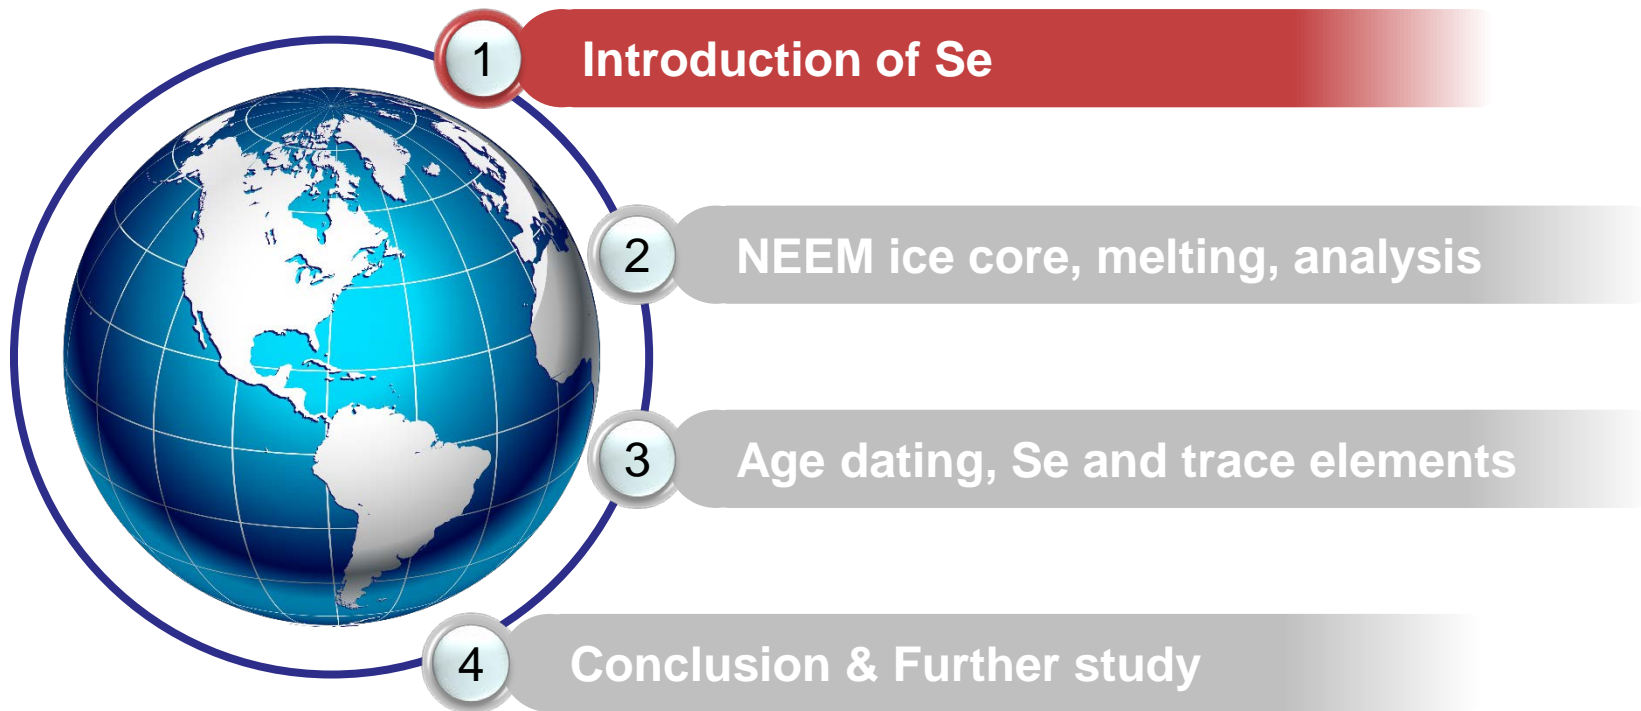 1 Introduction of Se
2 NEEM ice core, melting, analysis
3 Age dating, Se and trace elements
4 Conclusion & Further study